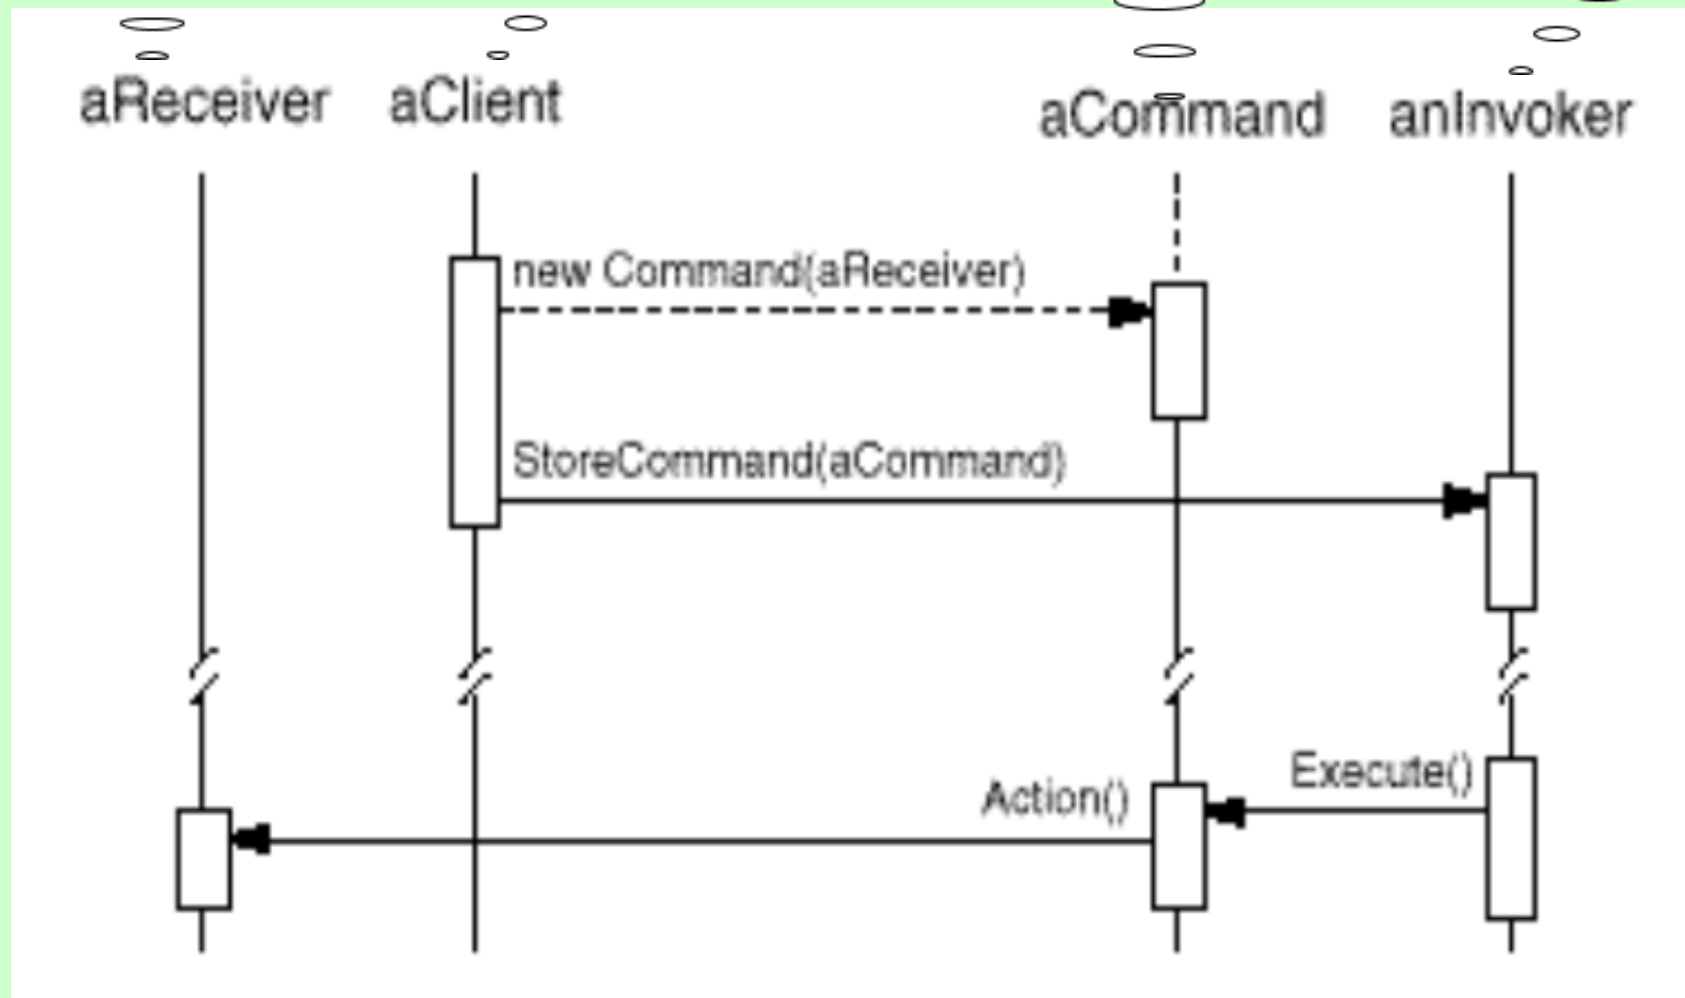 aReceiver aClient aCommand anInvoker
new Command(aReceiver)
StoreCommand(aCommand)
Execute()
Action()